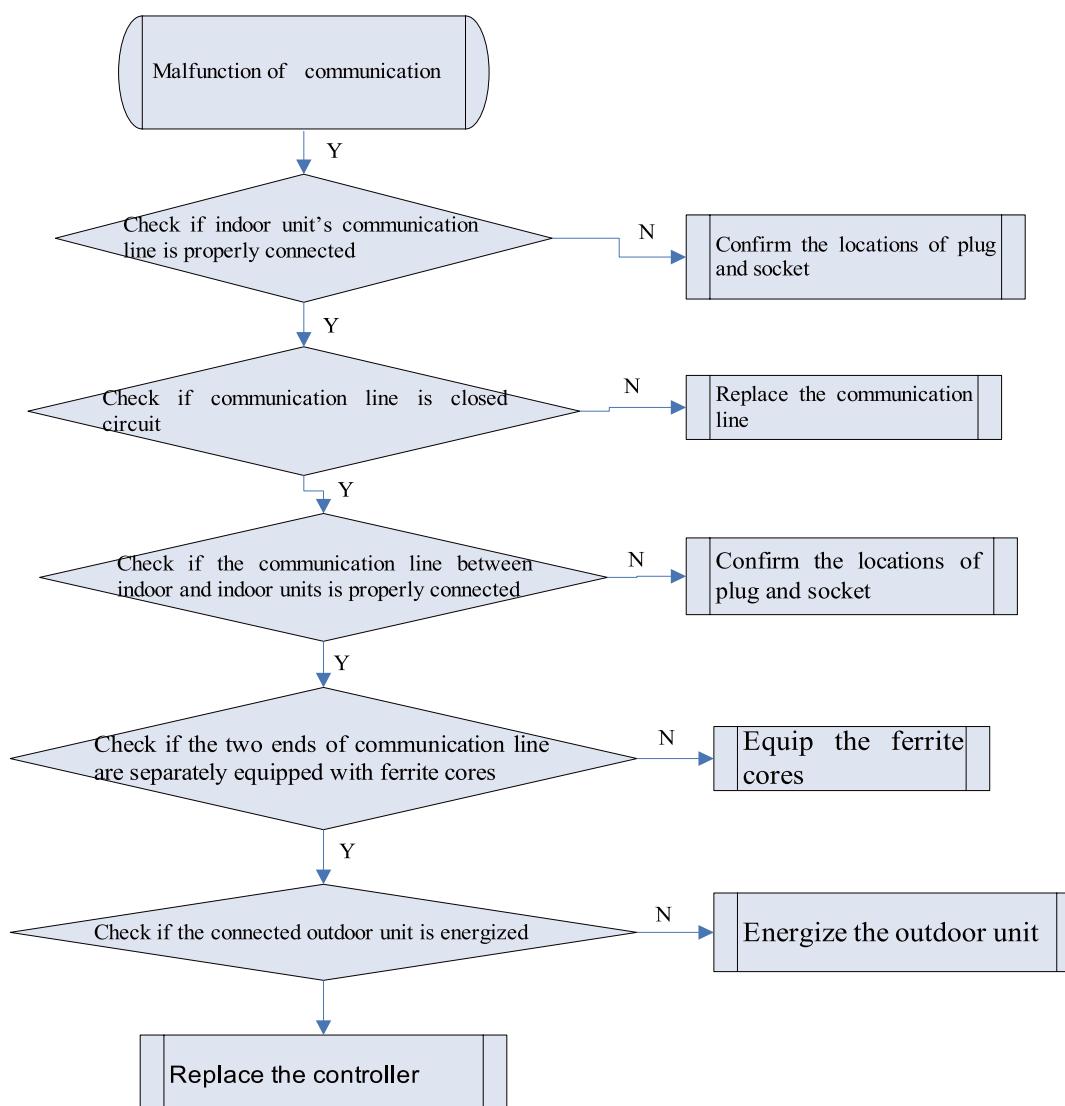 Malfunction of communication
Y
Check if indoor unit's communication
line is properly connected
N
Confirm the locations of plug
and socket
Y
Check if communication line is closed
circuit
N
Replace the communication
line
Y
Check if the communication line between
indoor and indoor units is properly connected
N
Confirm the locations of
plug and socket
Y
Check if the two ends of communication line
are separately equipped with ferrite cores
N
Equip the ferrite
cores
Y
Check if the connected outdoor unit is energized
N
Energize the outdoor unit
Replace the controller